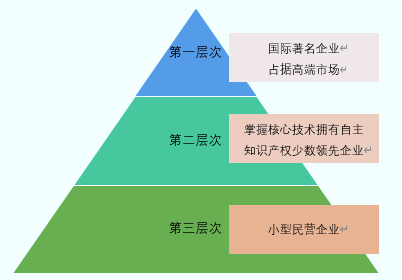 第一层次
国际著名企业↵
占据高端市场↵
第二层次
掌握核心技术拥有自主
知识产权少数领先企业↵
第三层次
小型民营企业↵